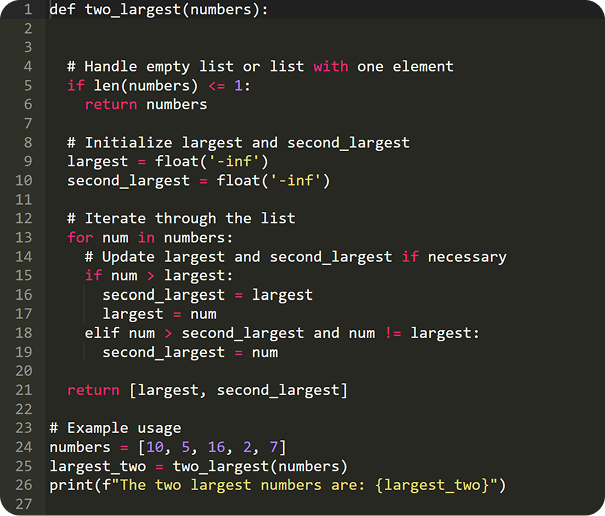 1 def two_largest(numbers):
2
3
4 # Handle empty list or list with one element
5 if len(numbers) <= 1:
6 return numbers
7
8 # Initialize largest and second_largest
9 largest = float('-inf')
10 second_largest = float('-inf')
11
12 # Iterate through the list
13 for num in numbers:
14 # Update largest and second_largest if necessary
15 if num > largest:
16 second_largest = largest
17 largest = num
18 elif num > second_largest and num != largest:
19 second_largest = num
20
21 return [largest, second_largest]
22
23 # Example usage
24 numbers = [10, 5, 16, 2, 7]
25 largest_two = two_largest(numbers)
26 print(f"The two largest numbers are: {largest_two}")
27